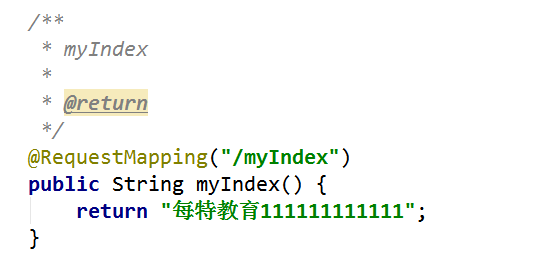 /**
 * myIndex
 *
 * @return
 */
@RequestMapping("/myIndex")
public String myIndex() {
    return "每特教育111111111111";
}